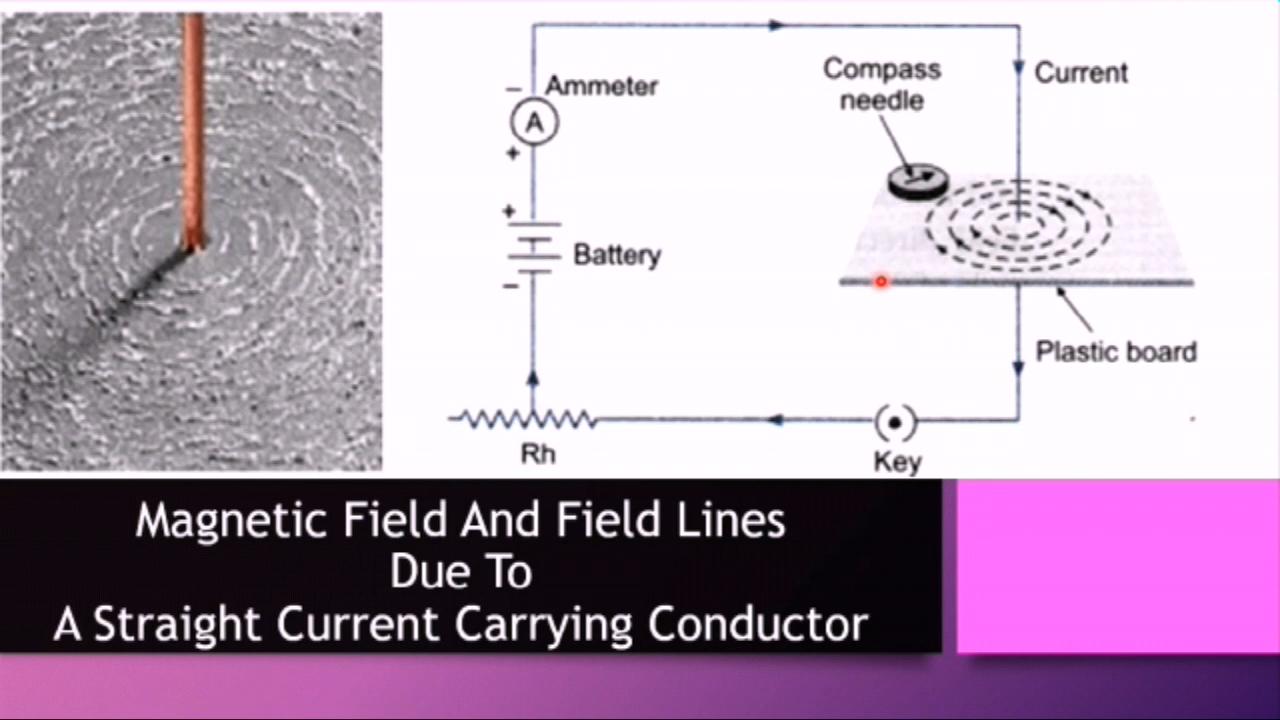 Ammeter
−
A
+
+
Battery
−
Rh
Compass
needle
Current
Plastic board
Key
Magnetic Field And Field Lines
Due To
A Straight Current Carrying Conductor